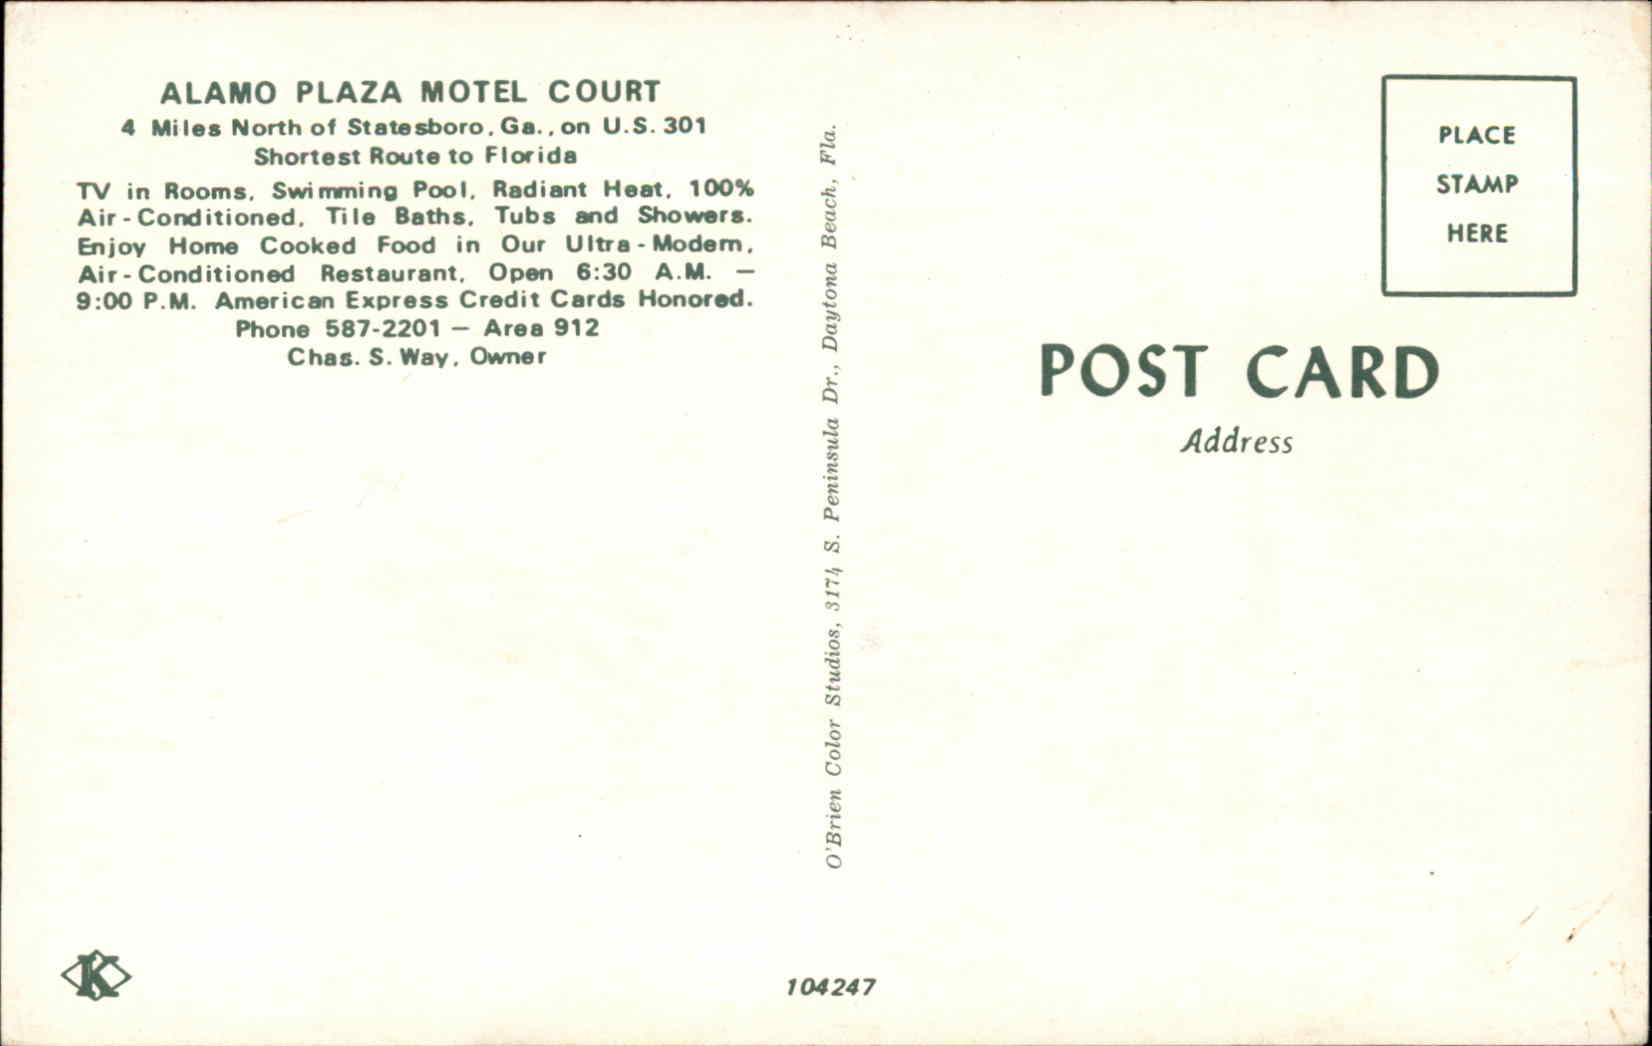 ALAMO PLAZA MOTEL COURT
4 Miles North of Statesboro, Ga., on U.S. 301
Shortest Route to Florida
TV in Rooms, Swimming Pool, Radiant Heat, 100%
Air-Conditioned, Tile Baths, Tubs and Showers.
Enjoy Home Cooked Food in Our Ultra-Modern,
Air-Conditioned Restaurant, Open 6:30 A.M. —
9:00 P.M. American Express Credit Cards Honored.
Phone 587-2201 — Area 912
Chas. S. Way, Owner
O'Brien Color Studios, 317½ S. Peninsula Dr., Daytona Beach, Fla.
PLACE
STAMP
HERE
POST CARD
Address
K
104247